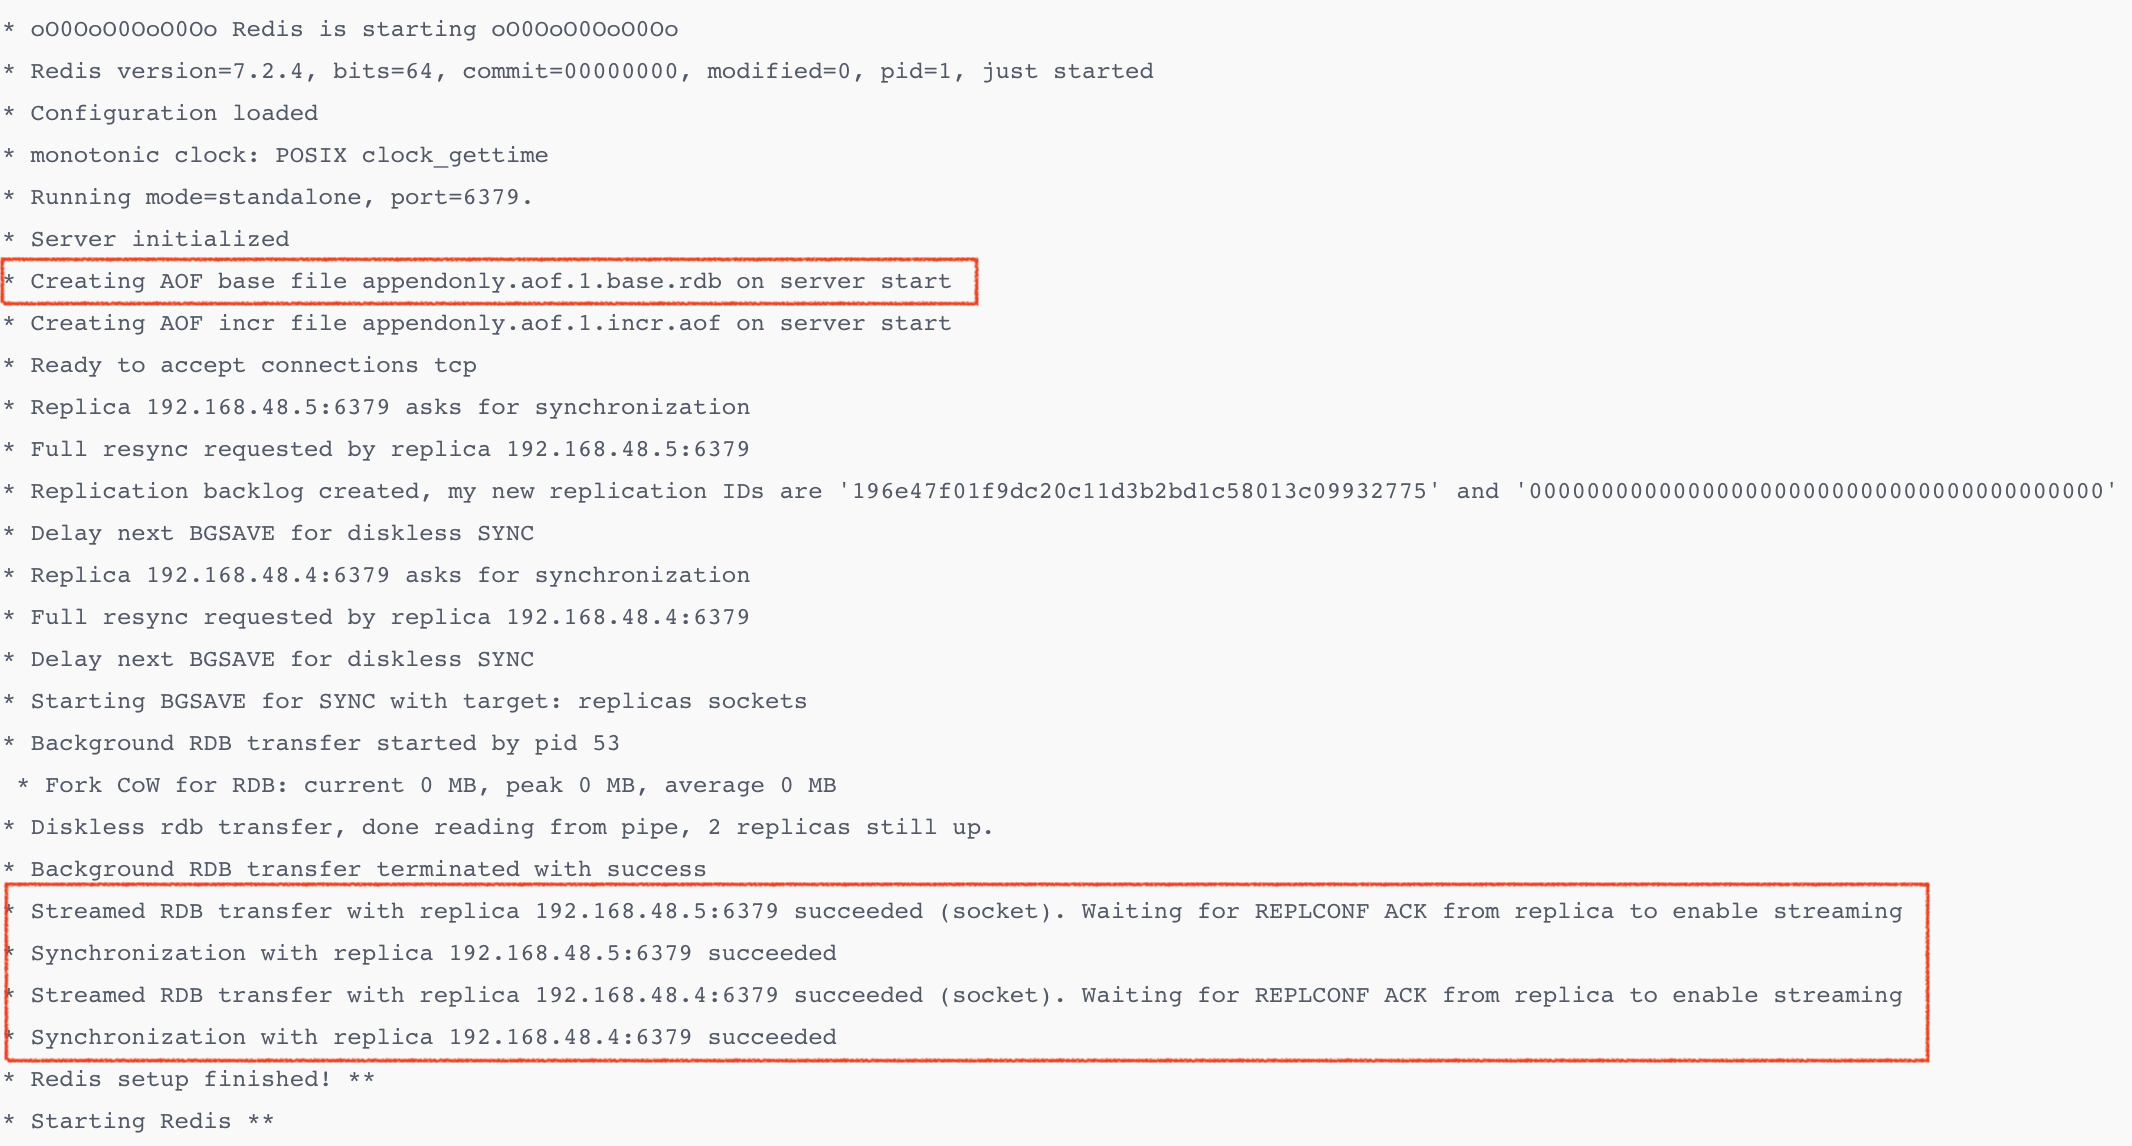 * oO0OoO0OoO0Oo Redis is starting oO0OoO0OoO0Oo
* Redis version=7.2.4, bits=64, commit=00000000, modified=0, pid=1, just started
* Configuration loaded
* monotonic clock: POSIX clock_gettime
* Running mode=standalone, port=6379.
* Server initialized
* Creating AOF base file appendonly.aof.1.base.rdb on server start
* Creating AOF incr file appendonly.aof.1.incr.aof on server start
* Ready to accept connections tcp
* Replica 192.168.48.5:6379 asks for synchronization
* Full resync requested by replica 192.168.48.5:6379
* Replication backlog created, my new replication IDs are '196e47f01f9dc20c11d3b2bd1c58013c09932775' and '0000000000000000000000000000000000000000'
* Delay next BGSAVE for diskless SYNC
* Replica 192.168.48.4:6379 asks for synchronization
* Full resync requested by replica 192.168.48.4:6379
* Delay next BGSAVE for diskless SYNC
* Starting BGSAVE for SYNC with target: replicas sockets
* Background RDB transfer started by pid 53
* Fork CoW for RDB: current 0 MB, peak 0 MB, average 0 MB
* Diskless rdb transfer, done reading from pipe, 2 replicas still up.
* Background RDB transfer terminated with success
* Streamed RDB transfer with replica 192.168.48.5:6379 succeeded (socket). Waiting for REPLCONF ACK from replica to enable streaming
* Synchronization with replica 192.168.48.5:6379 succeeded
* Streamed RDB transfer with replica 192.168.48.4:6379 succeeded (socket). Waiting for REPLCONF ACK from replica to enable streaming
* Synchronization with replica 192.168.48.4:6379 succeeded
* Redis setup finished! **
* Starting Redis **